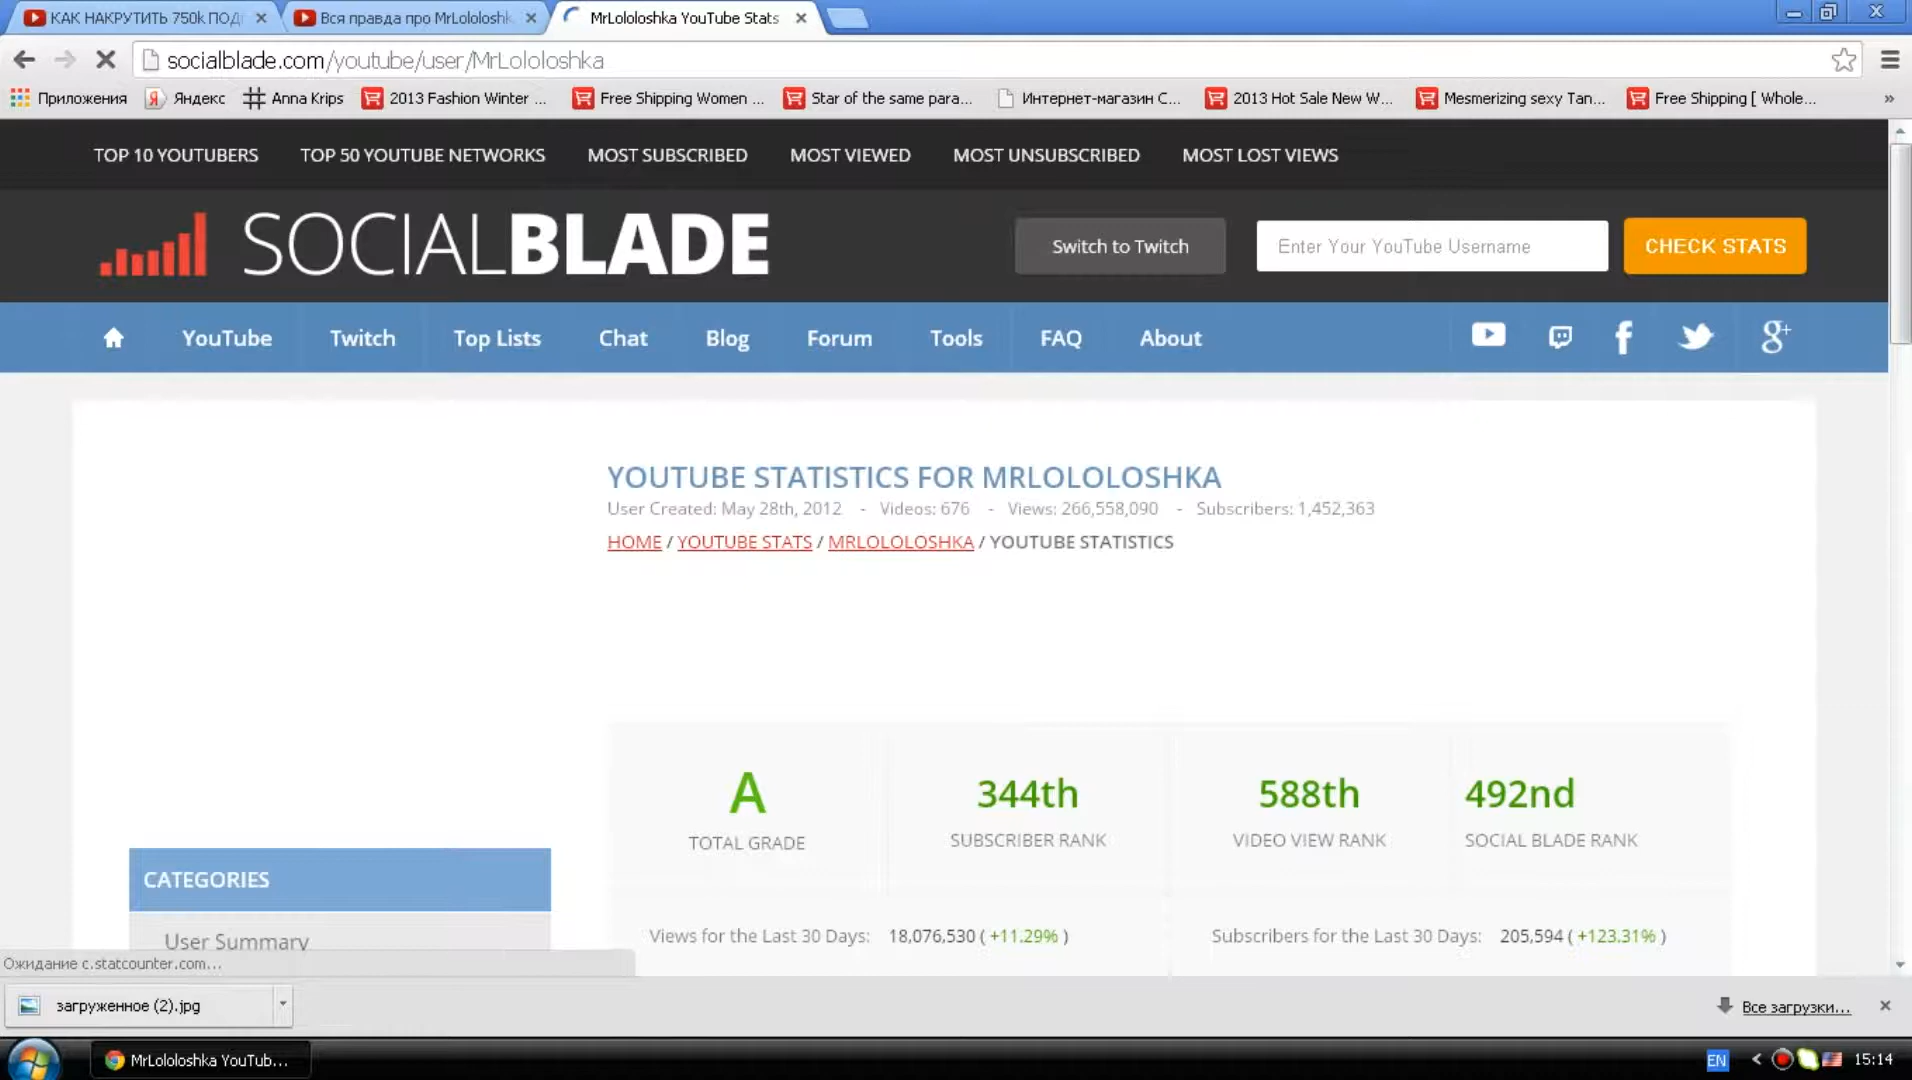 КАК НАКРУТИТЬ 750k ПОД
Вся правда про MrLololoshk
MrLololoshka YouTube Stats
socialblade.com/youtube/user/MrLololoshka
Приложения Яндекс Anna Krips 2013 Fashion Winter ... Free Shipping Women ... Star of the same para... Интернет-магазин С... 2013 Hot Sale New W... Mesmerizing sexy Tan... Free Shipping [ Whole... »
TOP 10 YOUTUBERS TOP 50 YOUTUBE NETWORKS MOST SUBSCRIBED MOST VIEWED MOST UNSUBSCRIBED MOST LOST VIEWS
SOCIALBLADE
Switch to Twitch Enter Your YouTube Username CHECK STATS
YouTube Twitch Top Lists Chat Blog Forum Tools FAQ About
YOUTUBE STATISTICS FOR MRLOLOLOSHKA
User Created: May 28th, 2012 - Videos: 676 - Views: 266,558,090 - Subscribers: 1,452,363
HOME / YOUTUBE STATS / MRLOLOLOSHKA / YOUTUBE STATISTICS
A 344th 588th 492nd
TOTAL GRADE SUBSCRIBER RANK VIDEO VIEW RANK SOCIAL BLADE RANK
CATEGORIES
User Summary
Views for the Last 30 Days: 18,076,530 ( +11.29% ) Subscribers for the Last 30 Days: 205,594 ( +123.31% )
Ожидание c.statcounter.com...
загруженное (2).jpg
Все загрузки...
MrLololoshka YouTub...
EN 15:14